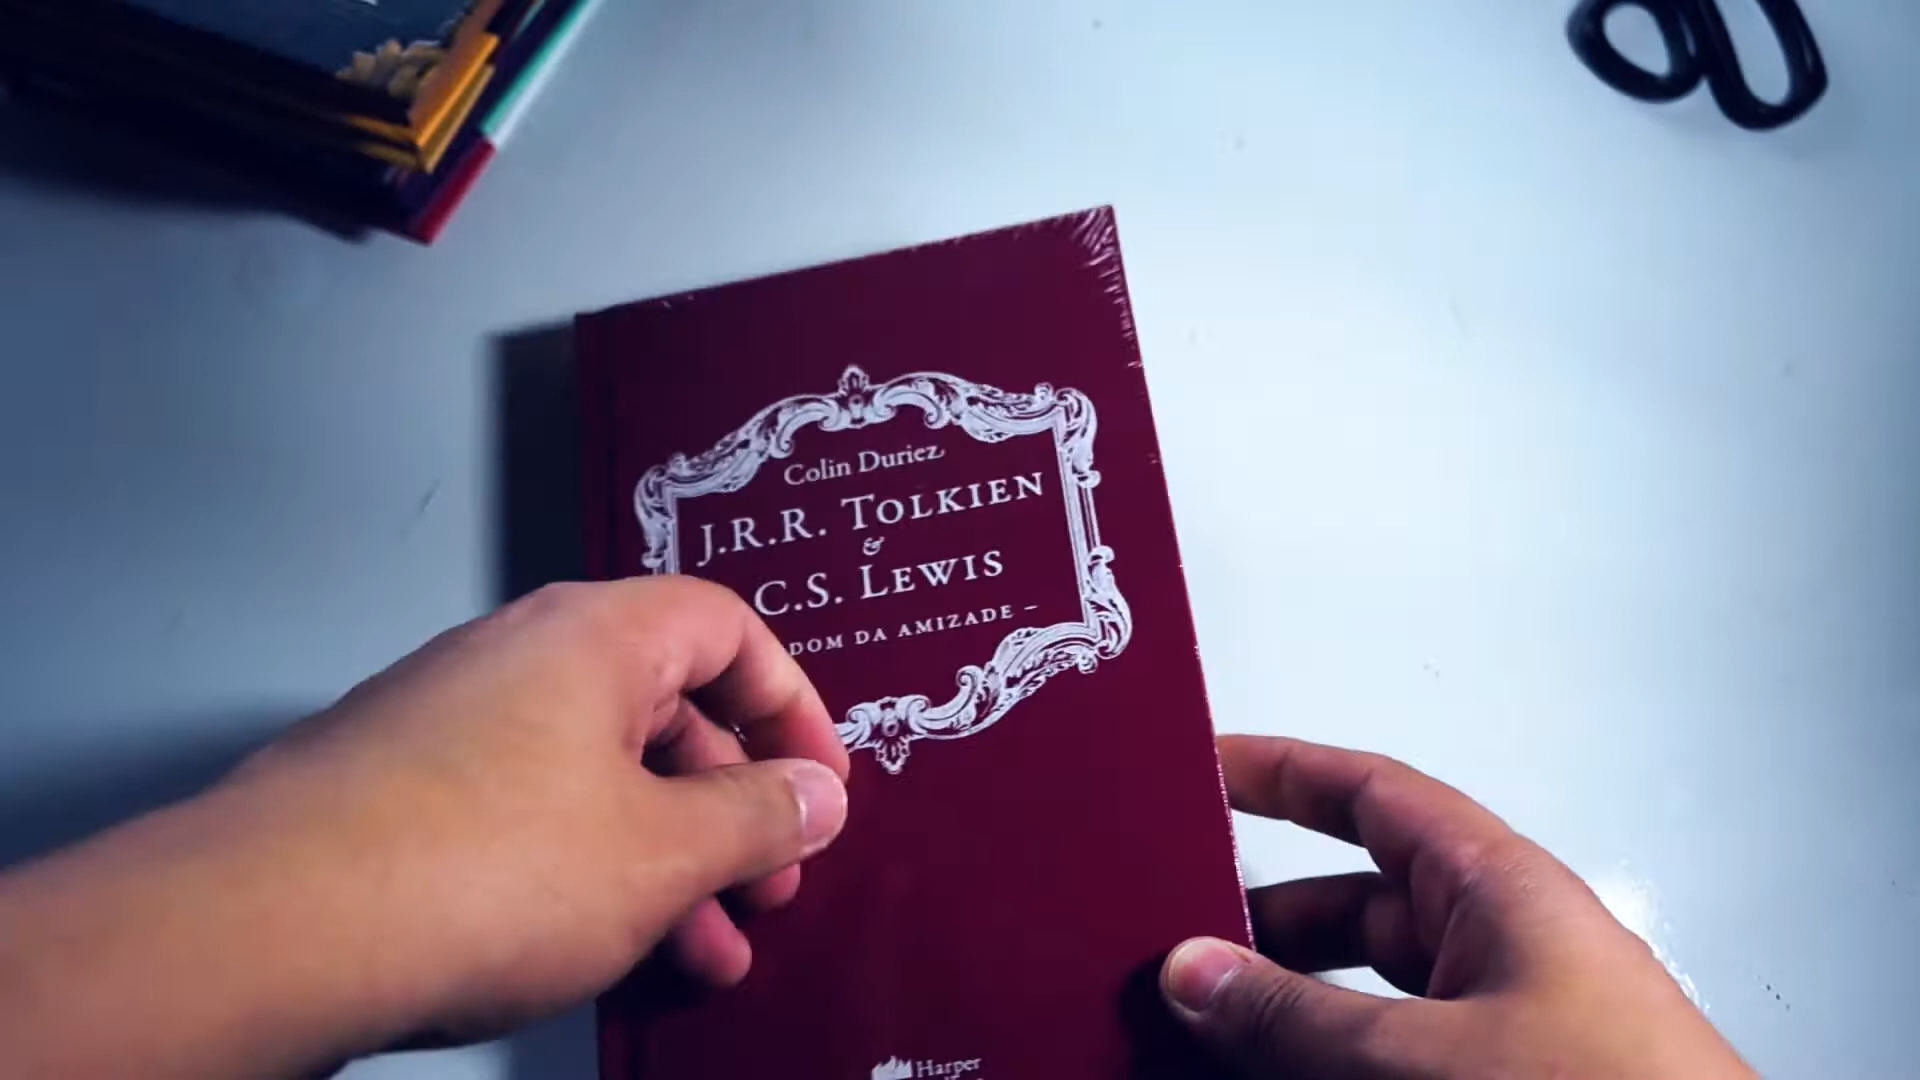 Colin Duriez
J.R.R. TOLKIEN
&
C.S. LEWIS
DOM DA AMIZADE –
Harper